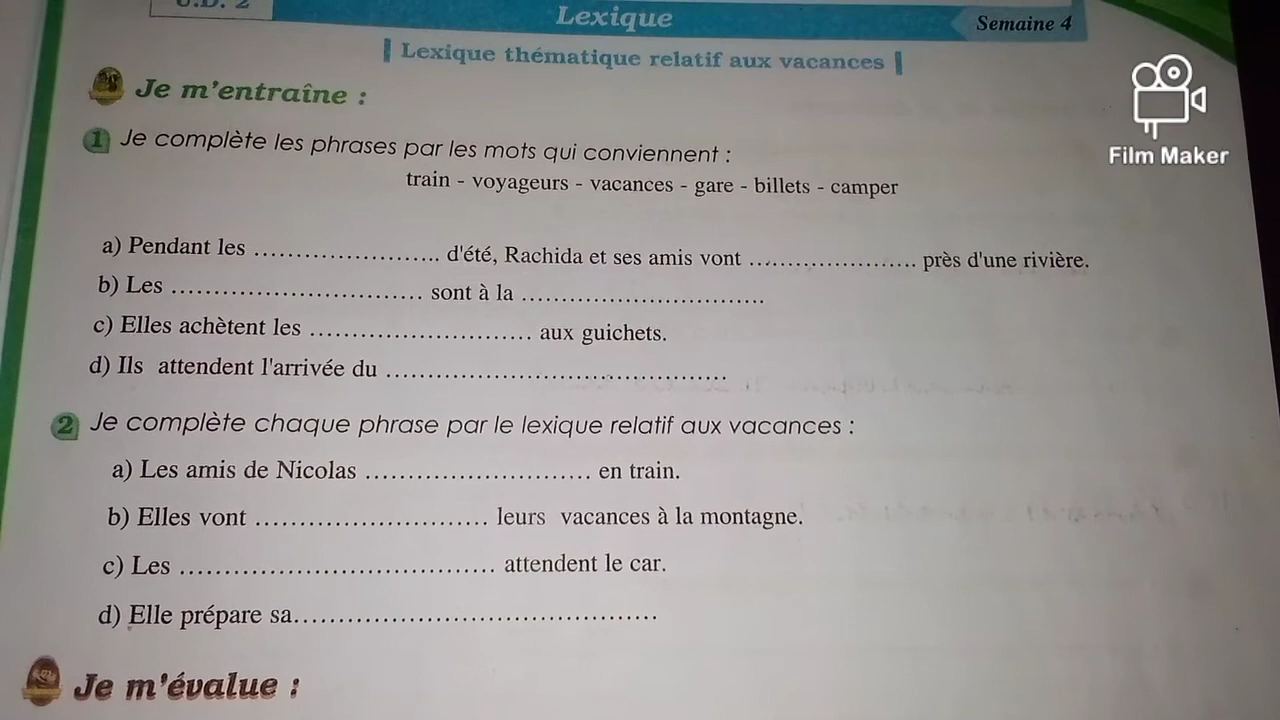 U.D. 2
Lexique
Semaine 4
Lexique thématique relatif aux vacances
Je m'entraîne :
1 Je complète les phrases par les mots qui conviennent :
train - voyageurs - vacances - gare - billets - camper
a) Pendant les ........................ d'été, Rachida et ses amis vont ..................... près d'une rivière.
b) Les .............................. sont à la .............................
c) Elles achètent les .......................... aux guichets.
d) Ils attendent l'arrivée du .........................................
2 Je complète chaque phrase par le lexique relatif aux vacances :
a) Les amis de Nicolas .......................... en train.
b) Elles vont .......................... leurs vacances à la montagne.
c) Les .................................... attendent le car.
d) Elle prépare sa.........................................
Je m'évalue :
Film Maker